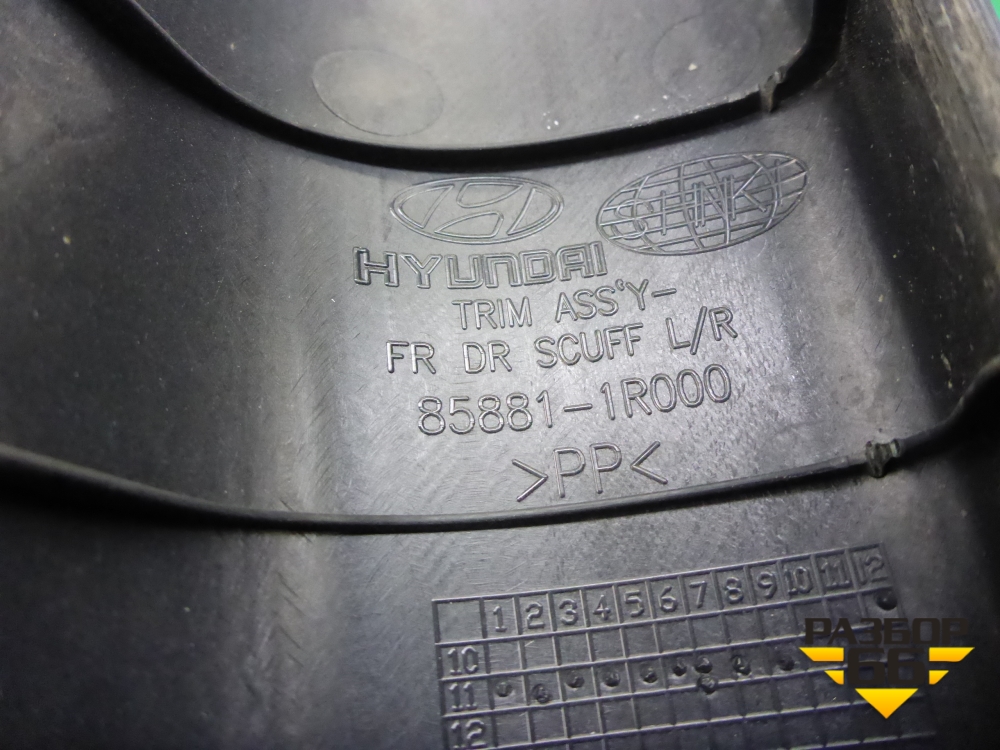 HYUNDAI
TRIM ASS'Y-
FR DR SCUFF L/R
85881-1R000
>PP<
1 2 3 4 5 6 7 8 9 10 11 12
10
11
12
РАЗБОР
66